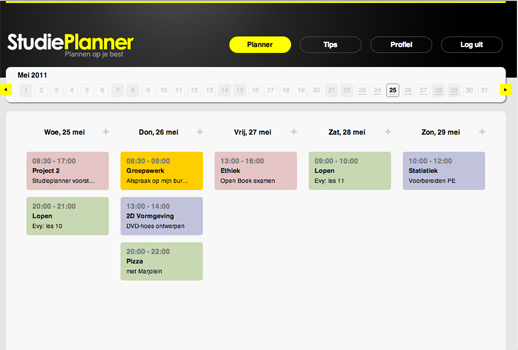 StudiePlanner
Plannen op je best
Planner
Tips
Profiel
Log uit
Mei 2011
1 2 3 4 5 6 7 8 9 10 11 12 13 14 15 16 17 18 19 20 21 22 23 24 25 26 27 28 29 30 31
Woe, 25 mei +
08:30 - 17:00
Project 2
Studieplanner voorst...
20:00 - 21:00
Lopen
Evy: les 10
Don, 26 mei +
08:30 - 09:00
Groepswerk
Afspraak op mijn bur...
13:00 - 14:00
2D Vormgeving
DVD-hoes ontwerpen
20:00 - 22:00
Pizza
met Marjolein
Vrij, 27 mei +
13:00 - 16:00
Ethiek
Open Boek examen
Zat, 28 mei +
09:00 - 10:00
Lopen
Evy: les 11
Zon, 29 mei +
10:00 - 12:00
Statistiek
Voorbereiden PE